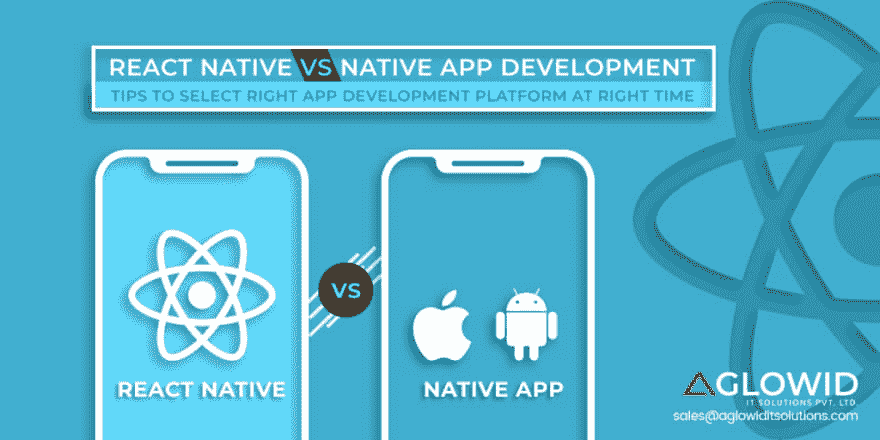 REACT NATIVE VS NATIVE APP DEVELOPMENT
TIPS TO SELECT RIGHT APP DEVELOPMENT PLATFORM AT RIGHT TIME
REACT NATIVE
VS
NATIVE APP
AGLOWID
IT SOLUTIONS PVT. LTD.
sales@aglowiditsolutions.com